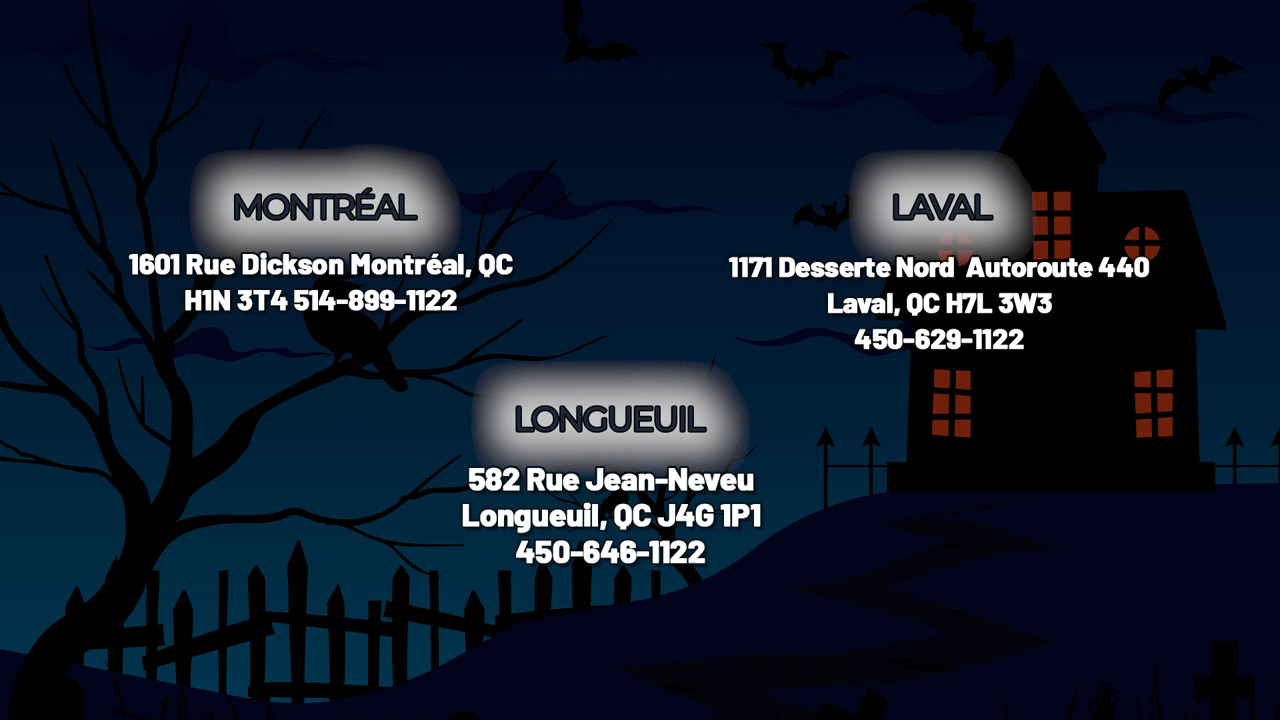 MONTRÉAL
1601 Rue Dickson Montréal, QC
H1N 3T4 514-899-1122
LAVAL
1171 Desserte Nord  Autoroute 440
Laval, QC H7L 3W3
450-629-1122
LONGUEUIL
582 Rue Jean-Neveu
Longueuil, QC J4G 1P1
450-646-1122